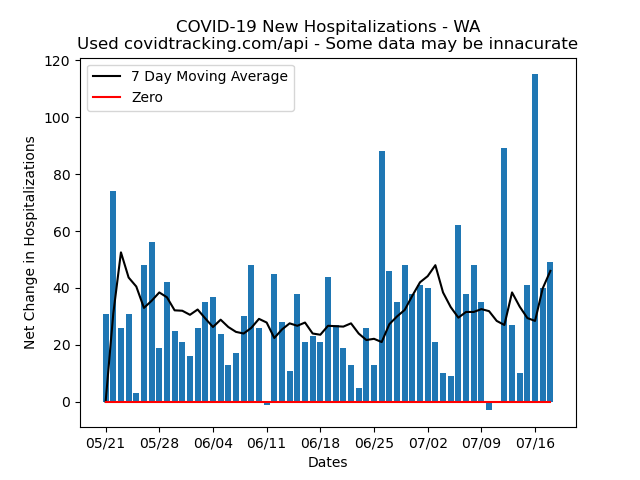 COVID-19 New Hospitalizations - WA
Used covidtracking.com/api - Some data may be innacurate
7 Day Moving Average
Zero
Net Change in Hospitalizations
120
100
80
60
40
20
0
05/21 05/28 06/04 06/11 06/18 06/25 07/02 07/09 07/16
Dates